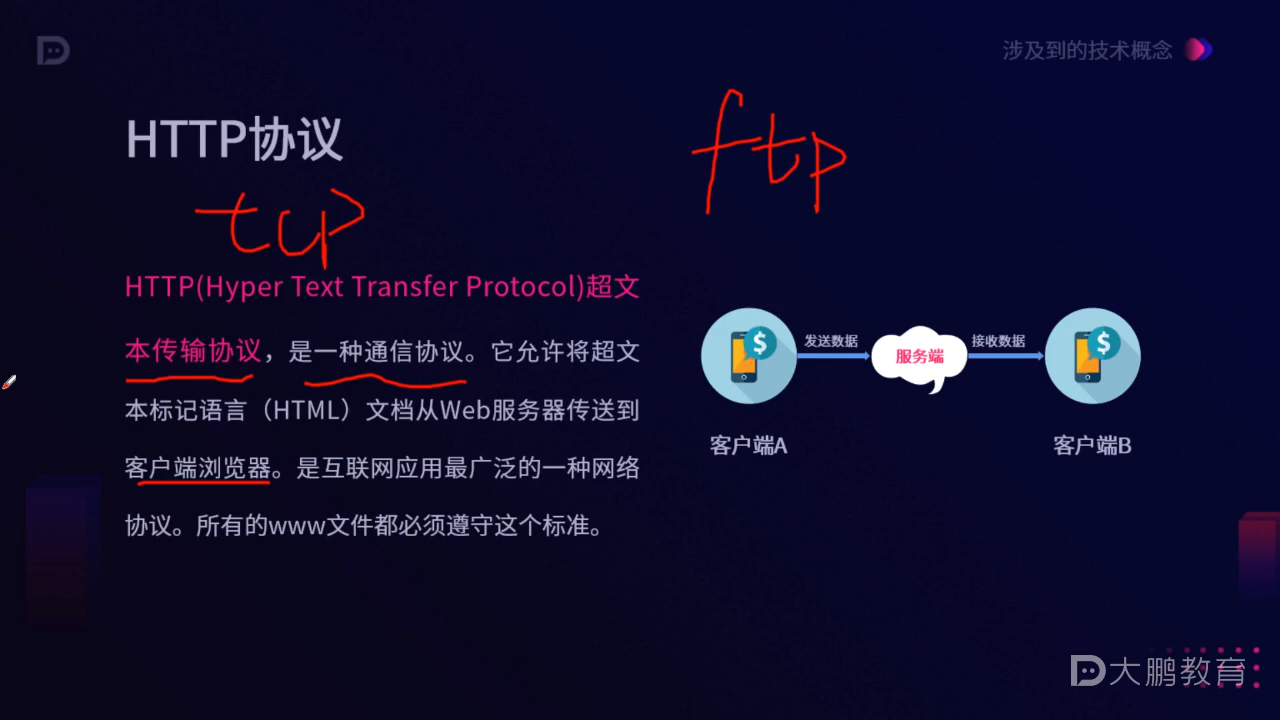 涉及到的技术概念
HTTP协议
ftp
tcp
HTTP(Hyper Text Transfer Protocol)超文
本传输协议，是一种通信协议。它允许将超文
本标记语言（HTML）文档从Web服务器传送到
客户端浏览器。是互联网应用最广泛的一种网络
协议。所有的www文件都必须遵守这个标准。
发送数据
服务端
接收数据
客户端A
客户端B
大鹏教育